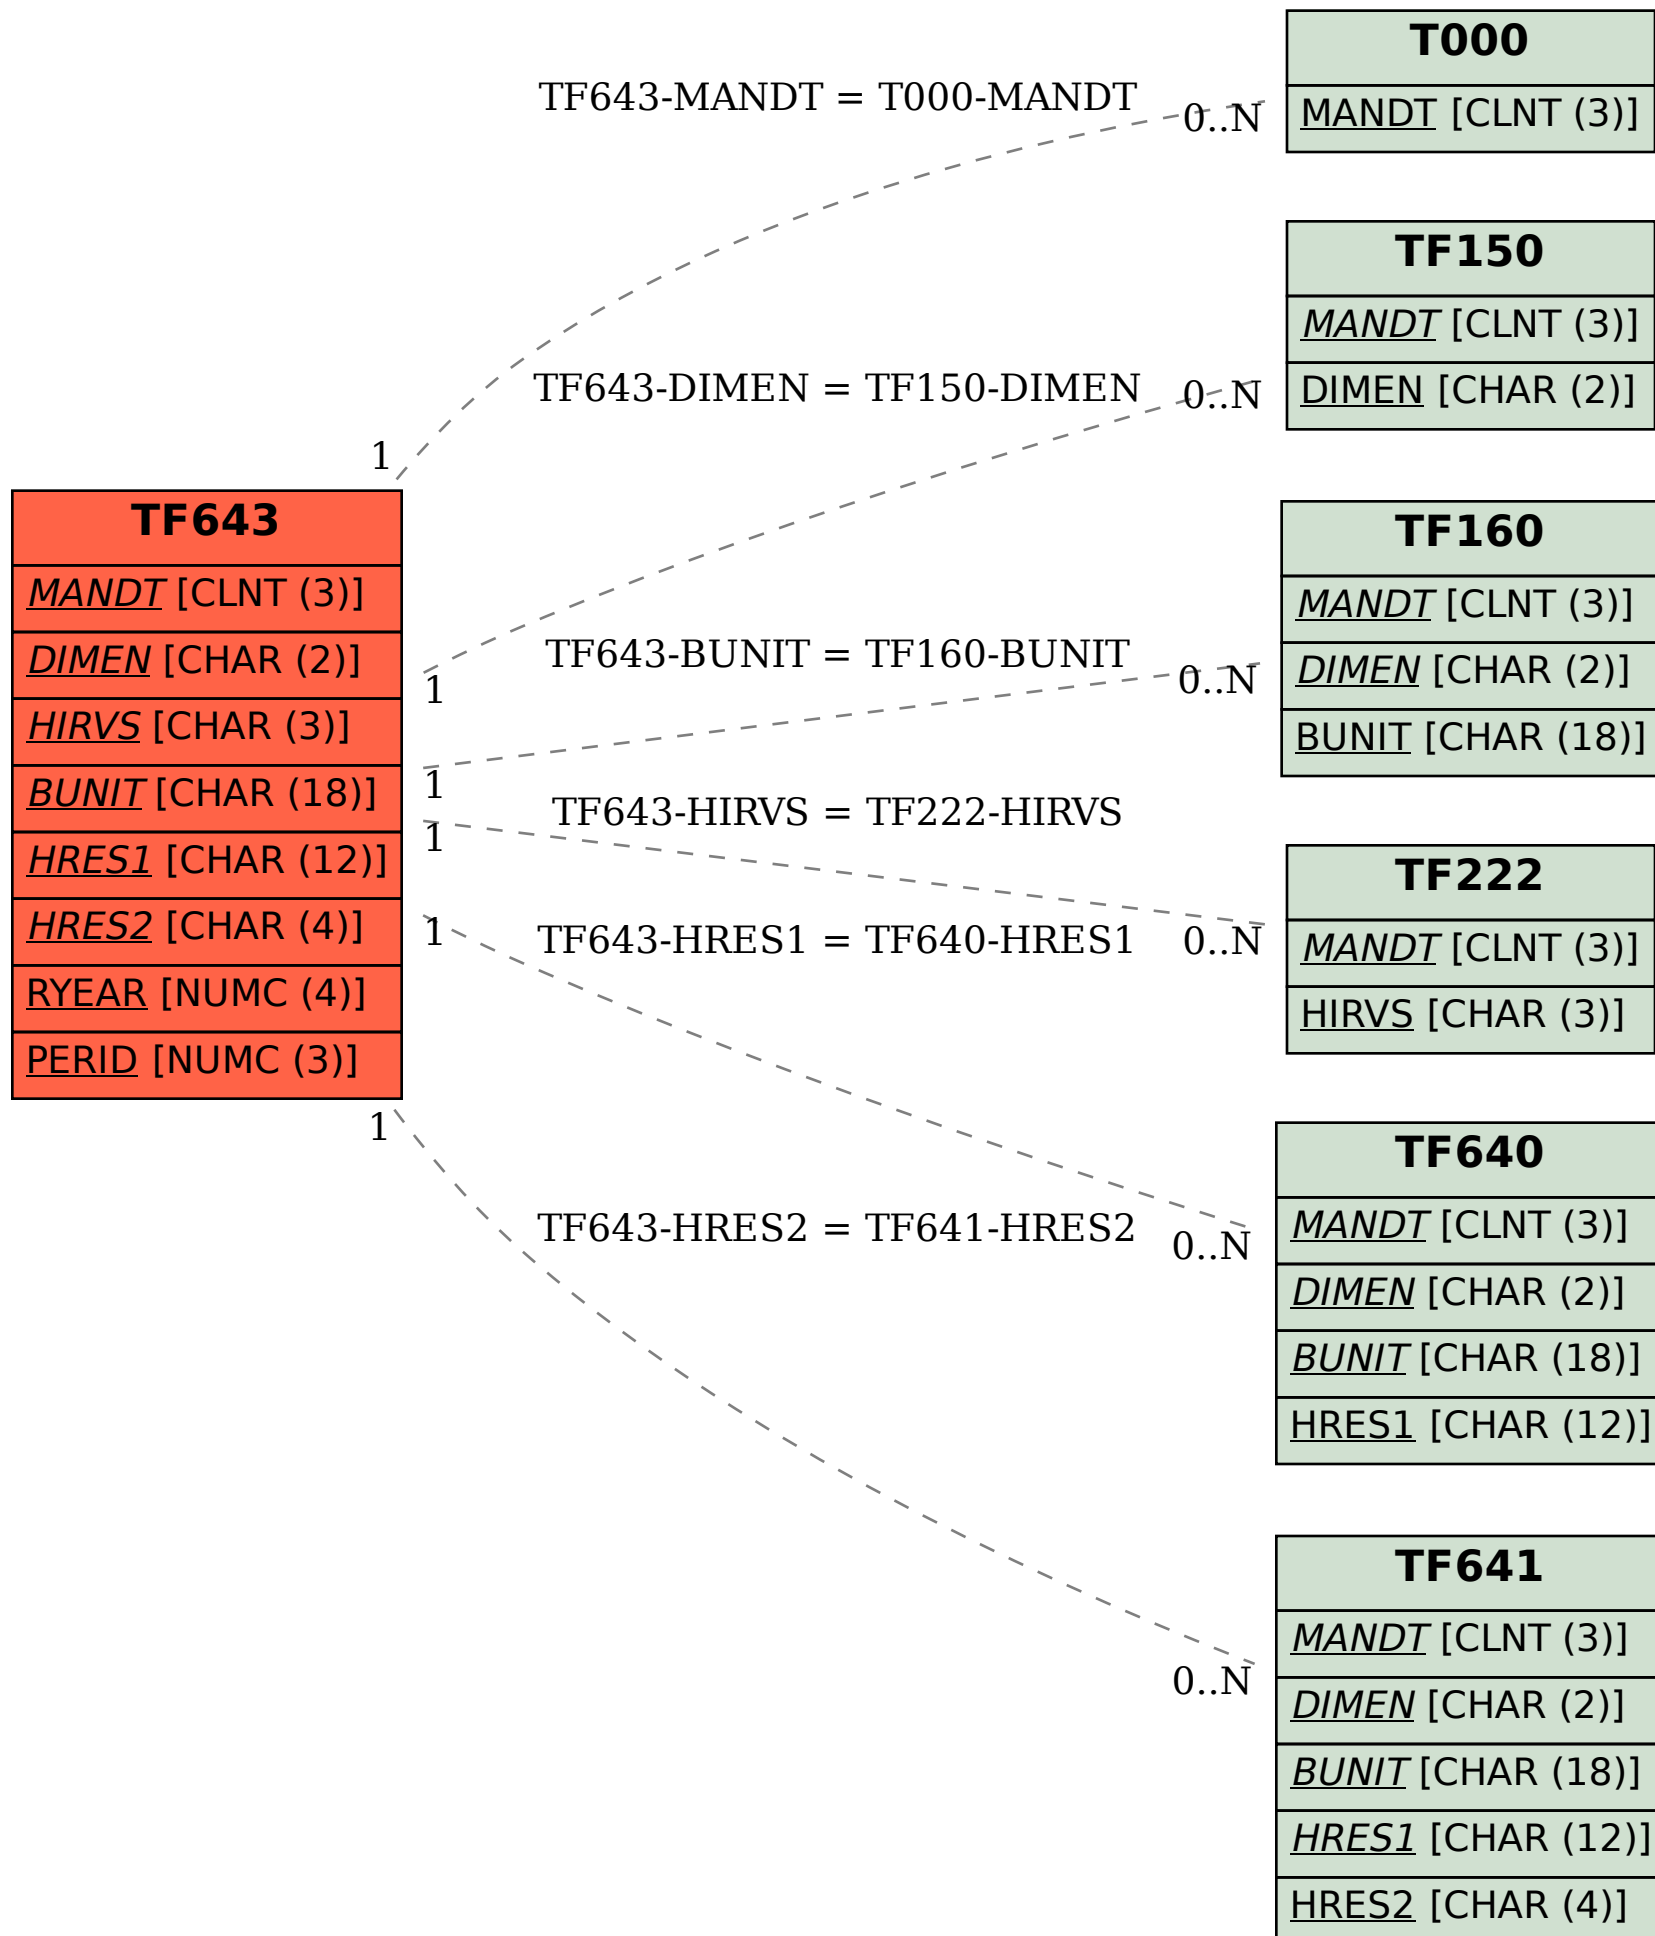 TF643
MANDT [CLNT (3)]
DIMEN [CHAR (2)]
HIRVS [CHAR (3)]
BUNIT [CHAR (18)]
HRES1 [CHAR (12)]
HRES2 [CHAR (4)]
RYEAR [NUMC (4)]
PERID [NUMC (3)]
TF643-MANDT = T000-MANDT
0..N
1
TF643-DIMEN = TF150-DIMEN
0..N
1
TF643-BUNIT = TF160-BUNIT
0..N
1
TF643-HIRVS = TF222-HIRVS
0..N
1
TF643-HRES1 = TF640-HRES1
0..N
1
TF643-HRES2 = TF641-HRES2
0..N
1
T000
MANDT [CLNT (3)]
TF150
MANDT [CLNT (3)]
DIMEN [CHAR (2)]
TF160
MANDT [CLNT (3)]
DIMEN [CHAR (2)]
BUNIT [CHAR (18)]
TF222
MANDT [CLNT (3)]
HIRVS [CHAR (3)]
TF640
MANDT [CLNT (3)]
DIMEN [CHAR (2)]
BUNIT [CHAR (18)]
HRES1 [CHAR (12)]
TF641
MANDT [CLNT (3)]
DIMEN [CHAR (2)]
BUNIT [CHAR (18)]
HRES1 [CHAR (12)]
HRES2 [CHAR (4)]